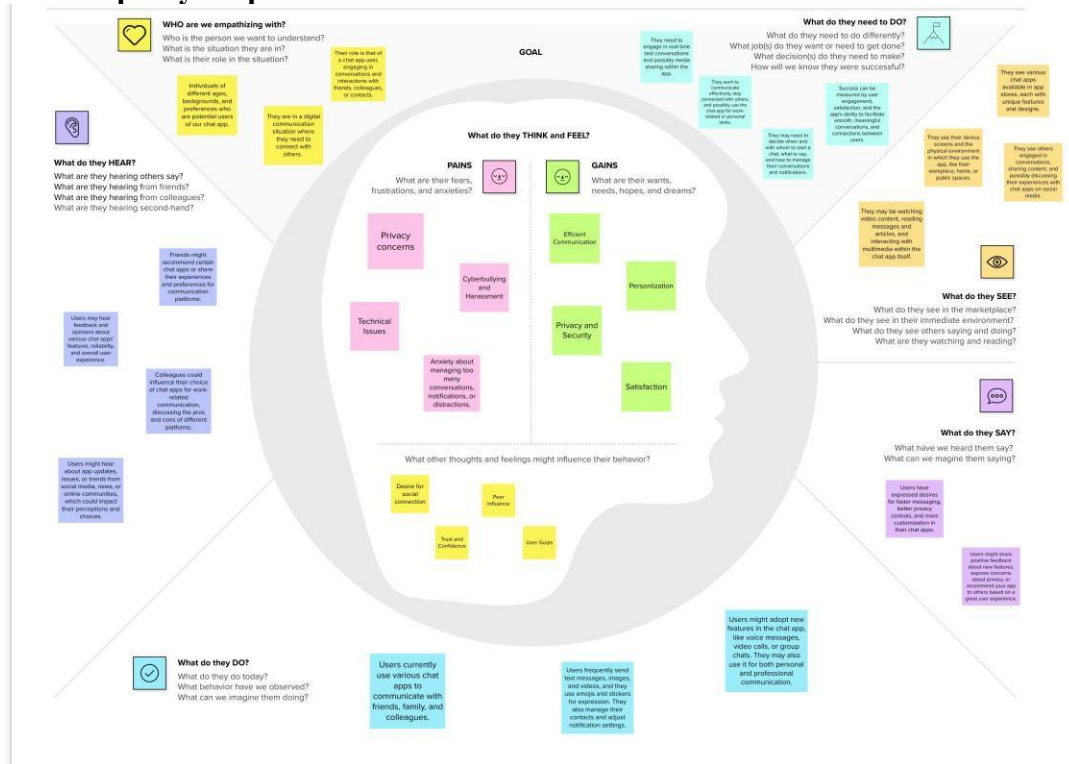 WHO are we empathizing with?
Who is the person we want to understand?
What is the situation they are in?
What is their role in the situation?
Individuals of
different ages,
backgrounds, and
preferences who
are potential users
of our chat app.
They are in a digital
communication
situation where
they need to
connect with
others.
Their role is that of
a chat app user,
engaging in
conversations and
interactions with
friends, colleagues,
or contacts.
GOAL
What do they need to DO?
What do they need to do differently?
What job(s) do they want or need to get done?
What decision(s) do they need to make?
How will we know they were successful?
They need to
engage in real-time
text conversations
and possibly media
sharing within the
app.
They want to
communicate
effectively, stay
connected with others,
and possibly use the
chat app for work-
related or personal
tasks.
They may need to
decide when and
with whom to start a
chat, what to say,
and how to manage
their conversations
and notifications.
Success can be
measured by user
engagement,
satisfaction, and the
app's ability to facilitate
smooth, meaningful
conversations, and
connections between
users.
They see various
chat apps
available in app
stores, each with
unique features
and designs.
They see their device
screens and the
physical environment
in which they use the
app, like their
workplace, home, or
public spaces.
They see others
engaged in
conversations,
sharing content, and
possibly discussing
their experiences with
chat apps on social
media.
They may be watching
video content, reading
messages and
articles, and
interacting with
multimedia within the
chat app itself.
What do they SEE?
What do they see in the marketplace?
What do they see in their immediate environment?
What do they see others saying and doing?
What are they watching and reading?
What do they HEAR?
What are they hearing others say?
What are they hearing from friends?
What are they hearing from colleagues?
What are they hearing second-hand?
Friends might
recommend certain
chat apps or share
their experiences
and preferences for
communication
platforms.
Users may hear
feedback and
opinions about
various chat apps'
features, reliability,
and overall user
experience.
Colleagues could
influence their choice
of chat apps for work-
related
communication,
discussing the pros
and cons of different
platforms.
Users might hear
about app updates,
issues, or trends from
social media, news, or
online communities,
which could impact
their perceptions and
choices.
What do they THINK and FEEL?
PAINS
What are their fears,
frustrations, and anxieties?
Privacy
concerns
Cyberbullying
and
Harassment
Technical
Issues
Anxiety about
managing too
many
conversations,
notifications, or
distractions.
GAINS
What are their wants,
needs, hopes, and dreams?
Efficient
Communication
Personlization
Privacy and
Security
Satisfaction
What other thoughts and feelings might influence their behavior?
Desire for
social
connection
Peer
Influence
Trust and
Confidence
User Goals
What do they SAY?
What have we heard them say?
What can we magine them saying?
Users have
expressed desires
for faster messaging,
better privacy
controls, and more
customization in
their chat apps.
Users might share
positive feedback
about new features,
express concerns
about privacy, or
recommend your app
to others based on a
great user experience.
What do they DO?
What do they do today?
What behavior have we observed?
What can we imagine them doing?
Users currently
use various chat
apps to
communicate with
friends, family, and
colleagues.
Users frequently send
text messages, images,
and videos, and they
use emojis and stickers
for expression. They
also manage their
contacts and adjust
notification settings.
Users might adopt new
features in the chat app,
like voice messages,
video calls, or group
chats. They may also
use it for both personal
and professional
communication.